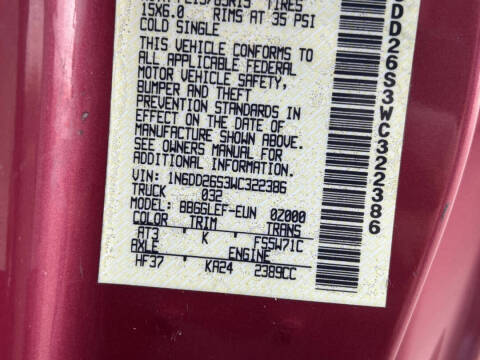 TIRES
15X6.0 RIMS AT 35 PSI
COLD SINGLE
THIS VEHICLE CONFORMS TO
ALL APPLICABLE FEDERAL
MOTOR VEHICLE SAFETY,
BUMPER AND THEFT
PREVENTION STANDARDS IN
EFFECT ON THE DATE OF
MANUFACTURE SHOWN ABOVE.
SEE OWNERS MANUAL FOR
ADDITIONAL INFORMATION
VIN: 1N6DD26S3WC322386
TRUCK 032
MODEL: BBGGLEF-EUN 0Z000
COLOR TRIM TRANS
AT3 K FS5W71C
AXLE ENGINE
HF37 KA24 2389CC
DD26S3WC322386